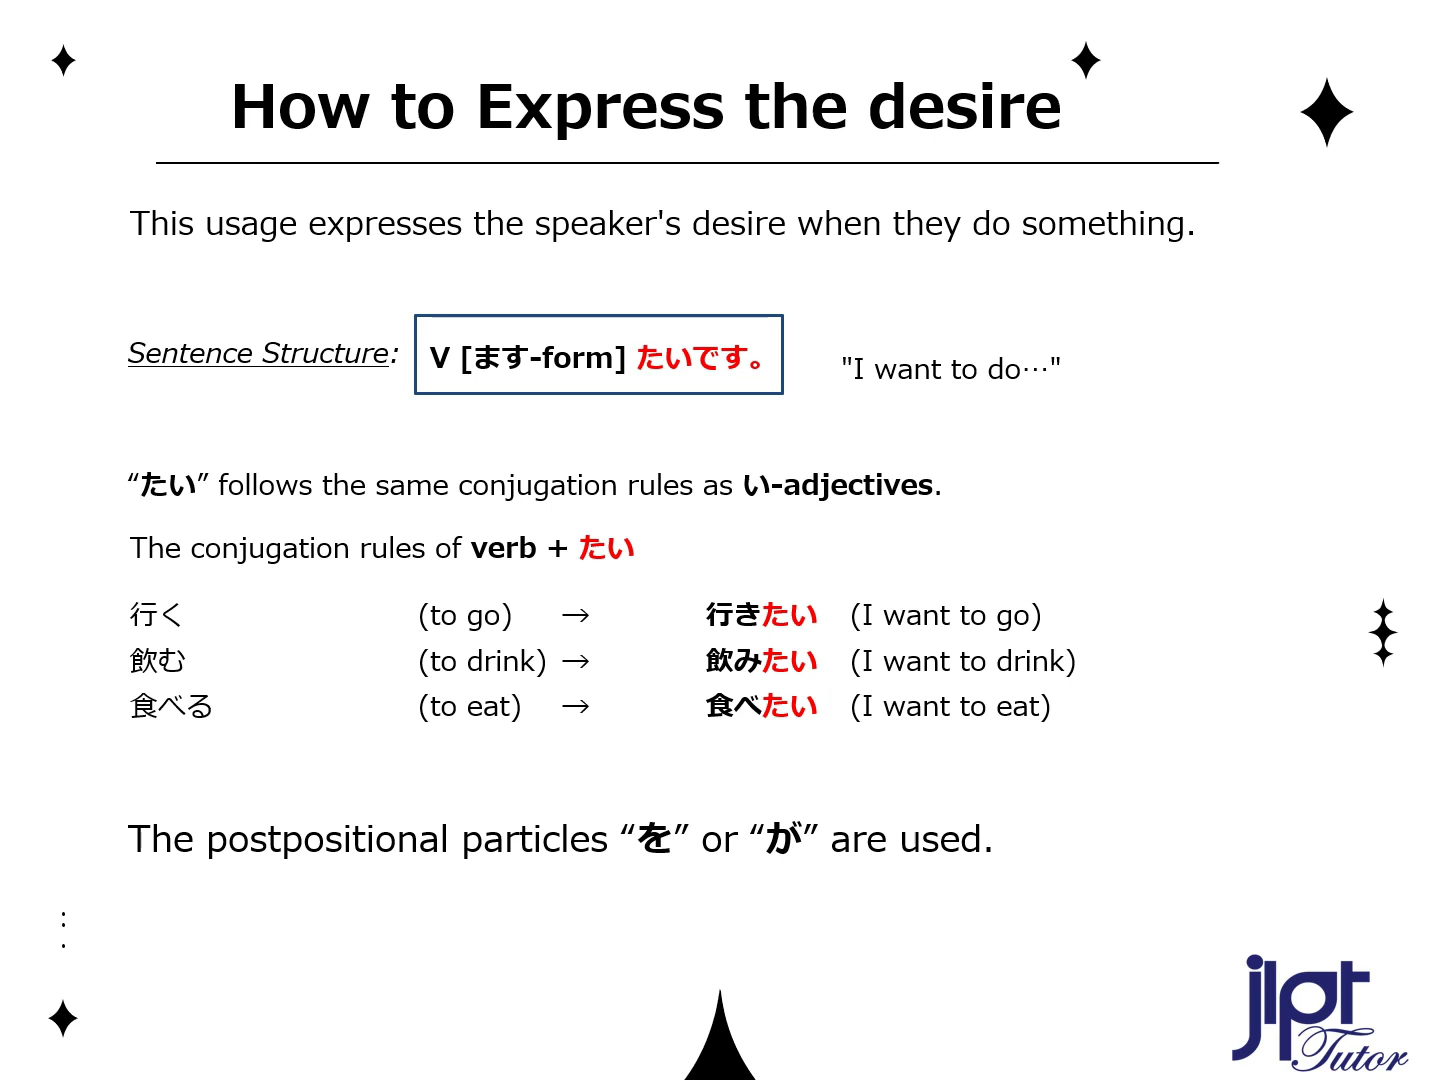 How to Express the desire
This usage expresses the speaker's desire when they do something.
Sentence Structure: V [ます-form] たいです。 "I want to do…"
“たい” follows the same conjugation rules as い-adjectives.
The conjugation rules of verb + たい
行く (to go) → 行きたい (I want to go)
飲む (to drink) → 飲みたい (I want to drink)
食べる (to eat) → 食べたい (I want to eat)
The postpositional particles “を” or “が” are used.
jlpt
Tutor